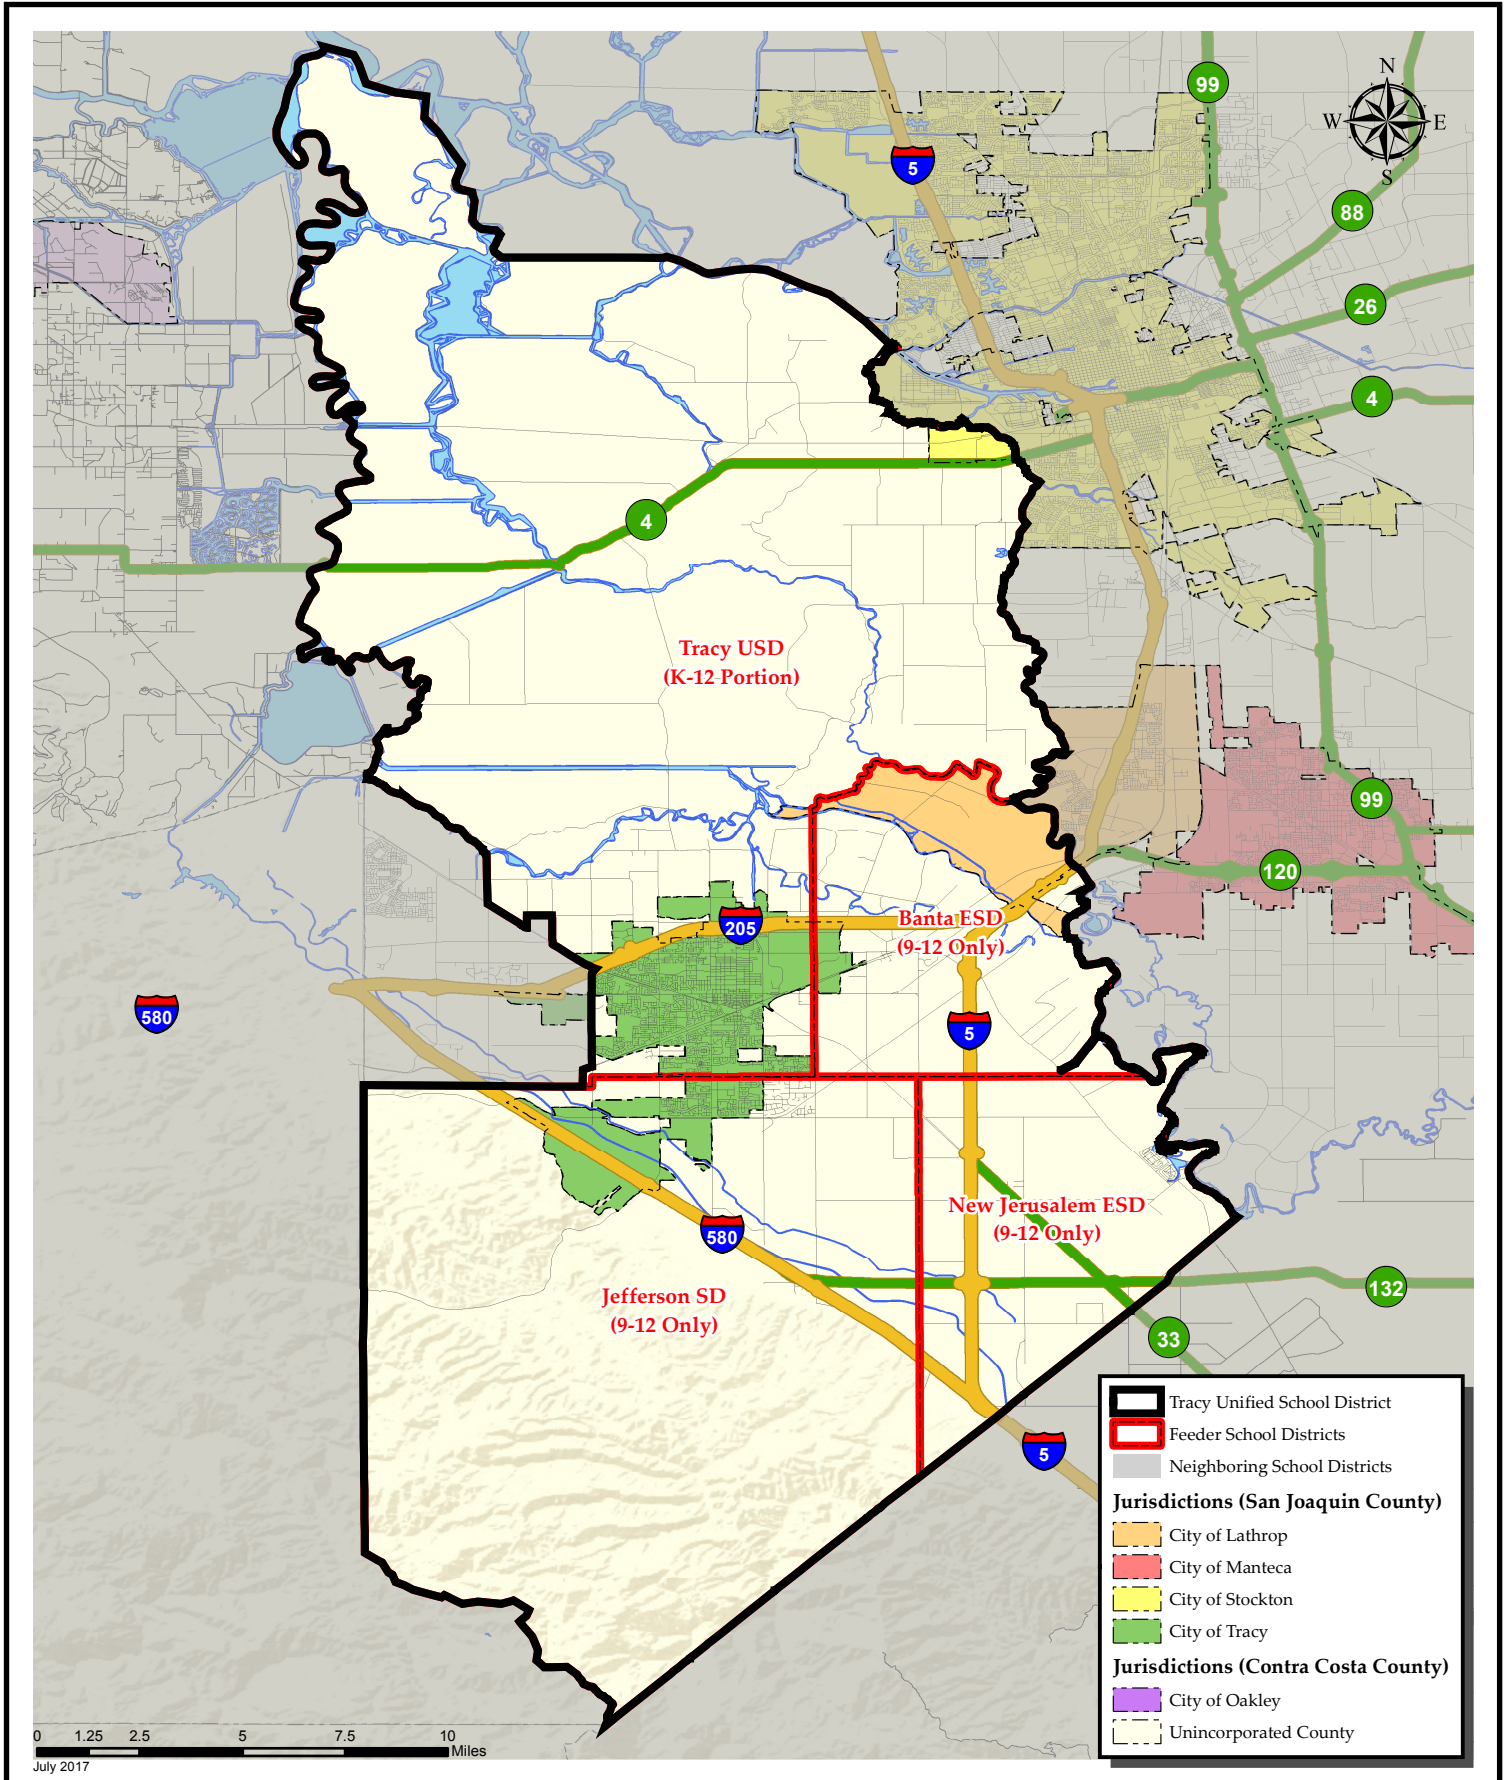 99
N
W
E
S
5
88
26
4
4
Tracy USD
(K-12 Portion)
99
120
205
Banta ESD
(9-12 Only)
580
5
New Jerusalem ESD
(9-12 Only)
580
132
Jefferson SD
(9-12 Only)
33
5
Tracy Unified School District
Feeder School Districts
Neighboring School Districts
Jurisdictions (San Joaquin County)
City of Lathrop
City of Manteca
City of Stockton
City of Tracy
Jurisdictions (Contra Costa County)
City of Oakley
Unincorporated County
0 1.25 2.5 5 7.5 10
Miles
July 2017